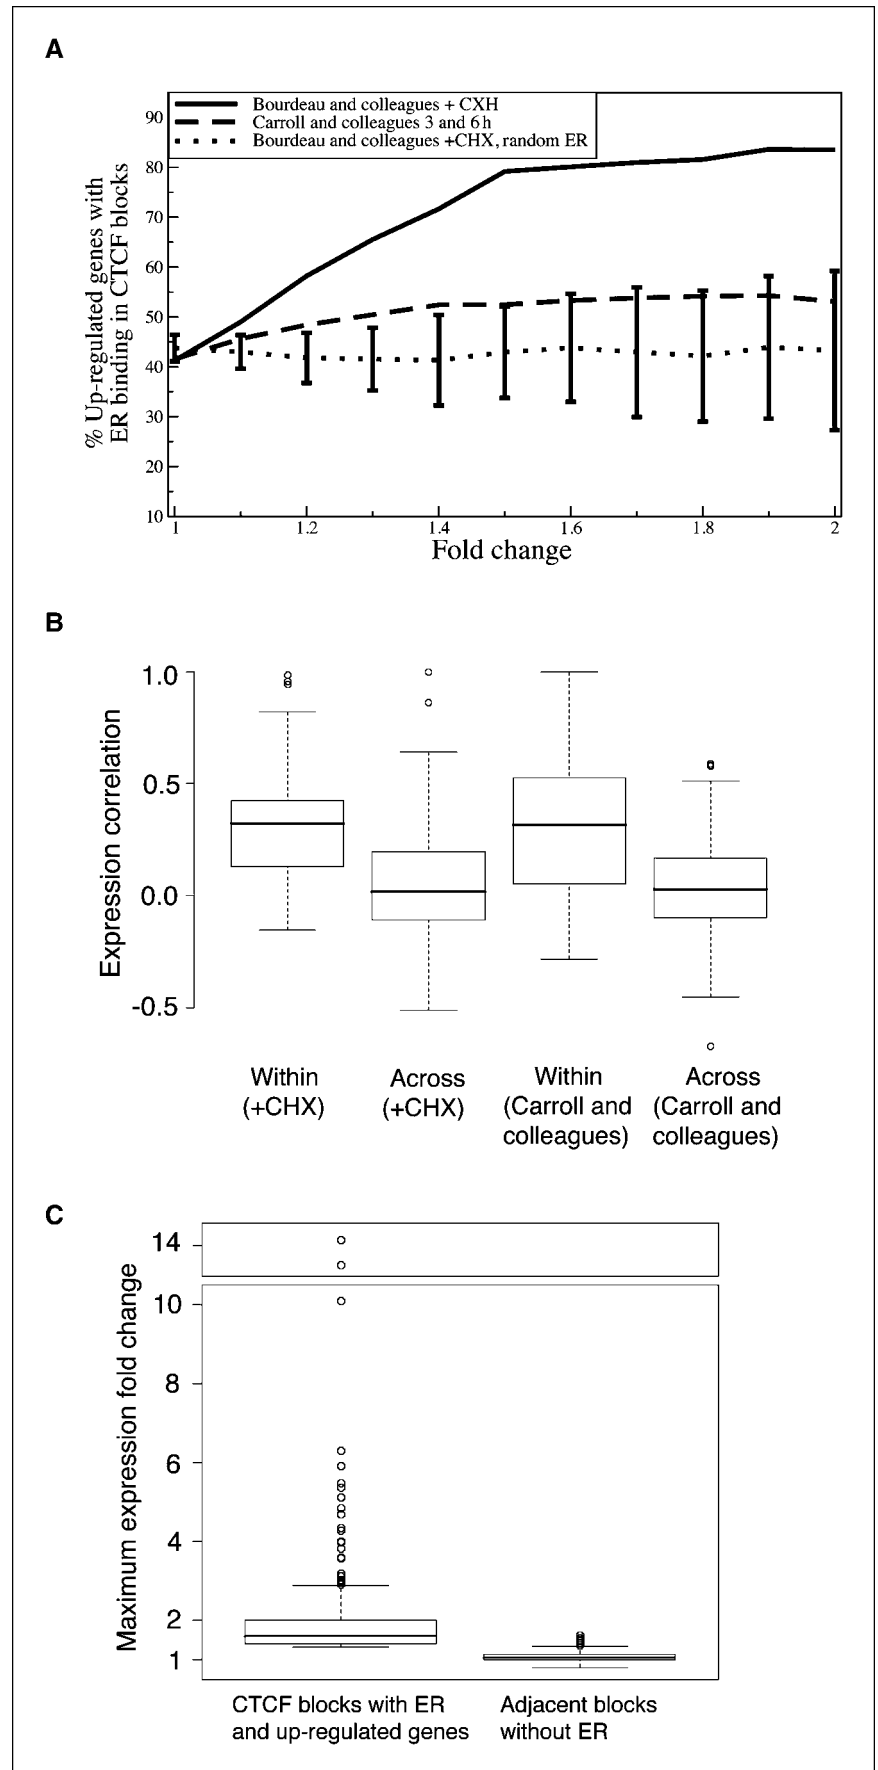 A
Bourdeau and colleagues + CXH
Carroll and colleagues 3 and 6 h
Bourdeau and colleagues +CHX, random ER
% Up-regulated genes with
ER binding in CTCF blocks
90
80
70
60
50
40
30
20
10
1
1.2
1.4
1.6
1.8
2
Fold change
B
Expression correlation
1.0
0.5
0.0
-0.5
Within
(+CHX)
Across
(+CHX)
Within
(Carroll and
colleagues)
Across
(Carroll and
colleagues)
C
Maximum expression fold change
14
10
8
6
4
2
1
CTCF blocks with ER
and up-regulated genes
Adjacent blocks
without ER